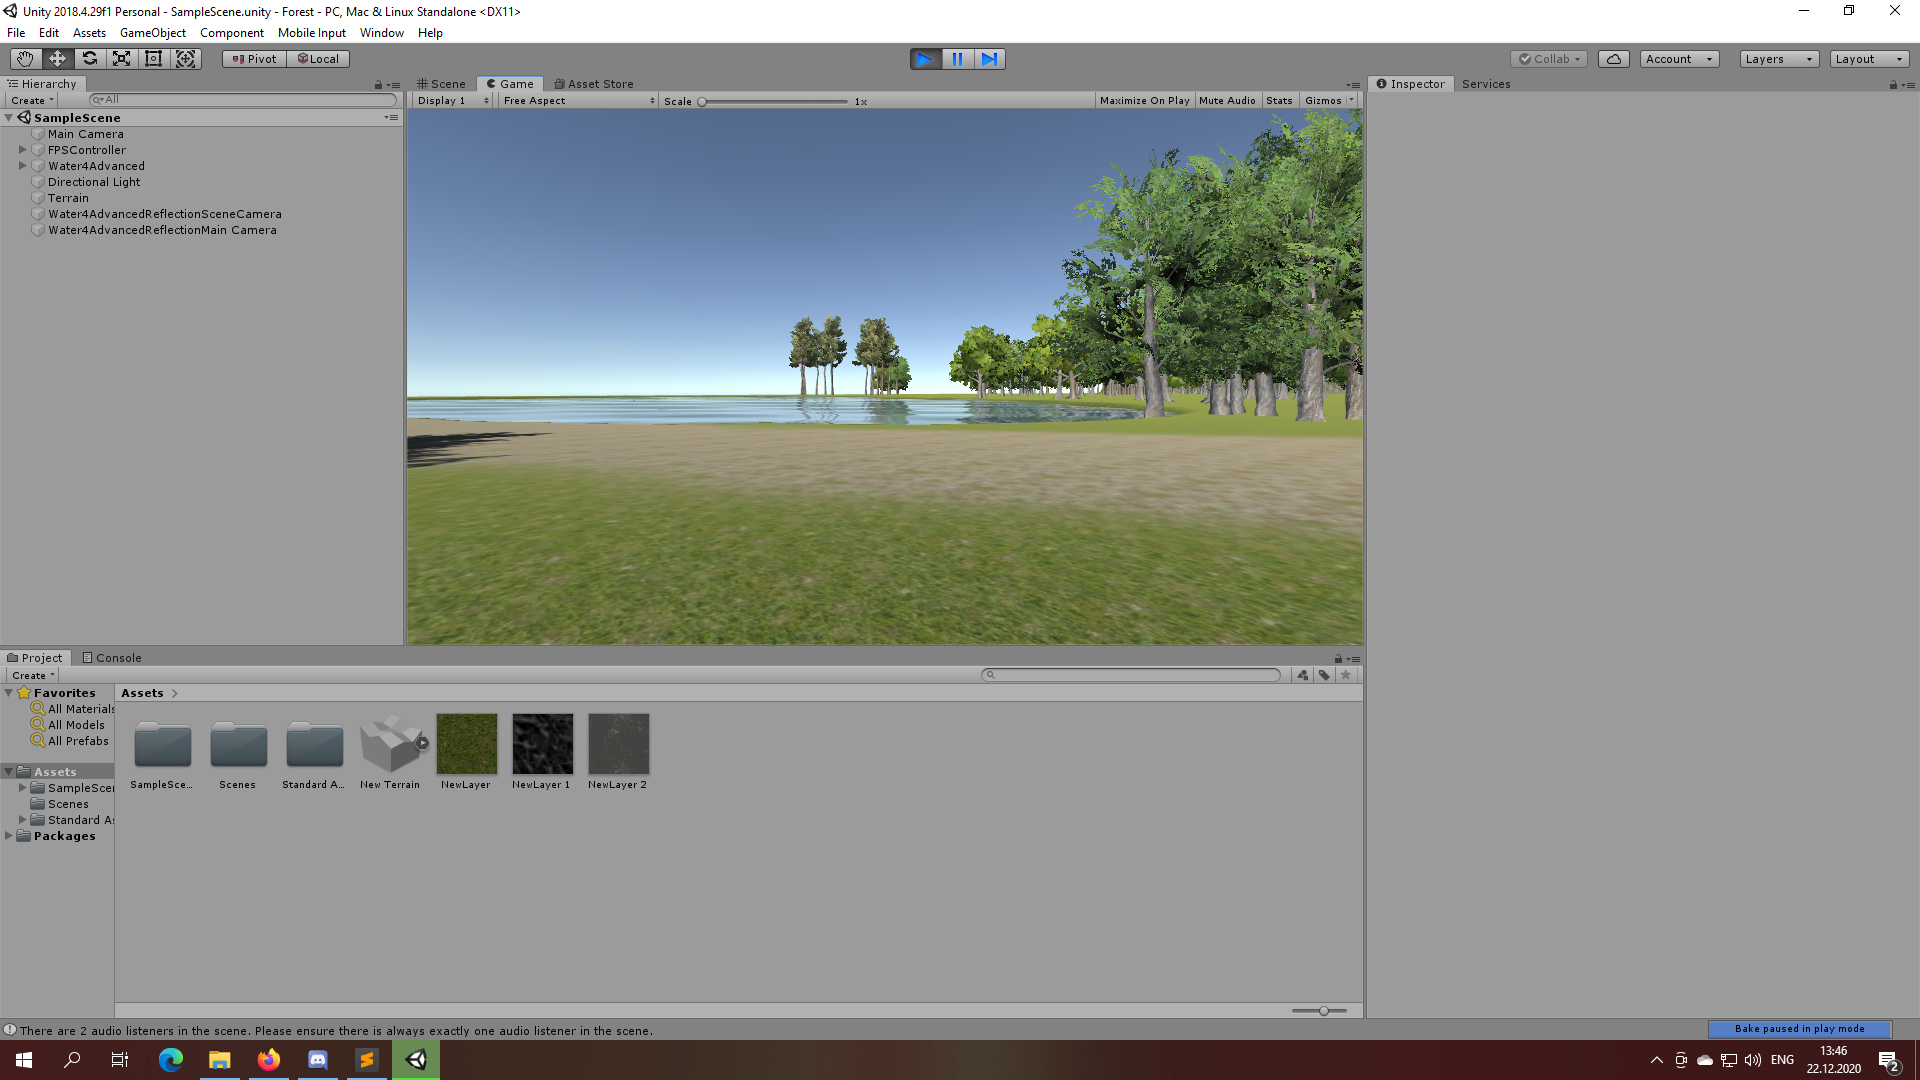 Unity 2018.4.29f1 Personal - SampleScene.unity - Forest - PC, Mac & Linux Standalone <DX11>
File Edit Assets GameObject Component Mobile Input Window Help
Pivot Local Collab Account Layers Layout
Hierarchy Scene Game Asset Store Inspector Services
Create All Display 1 Free Aspect Scale 1x Maximize On Play Mute Audio Stats Gizmos
SampleScene
Main Camera
FPSController
Water4Advanced
Directional Light
Terrain
Water4AdvancedReflectionSceneCamera
Water4AdvancedReflectionMain Camera
Project Console
Create
Favorites Assets
All Materials
All Models
All Prefabs
Assets
SampleScen
Scenes
Standard As
Packages
SampleSce... Scenes Standard A... New Terrain NewLayer NewLayer 1 NewLayer 2
There are 2 audio listeners in the scene. Please ensure there is always exactly one audio listener in the scene.
Bake paused in play mode
ENG
13:46
22.12.2020
2